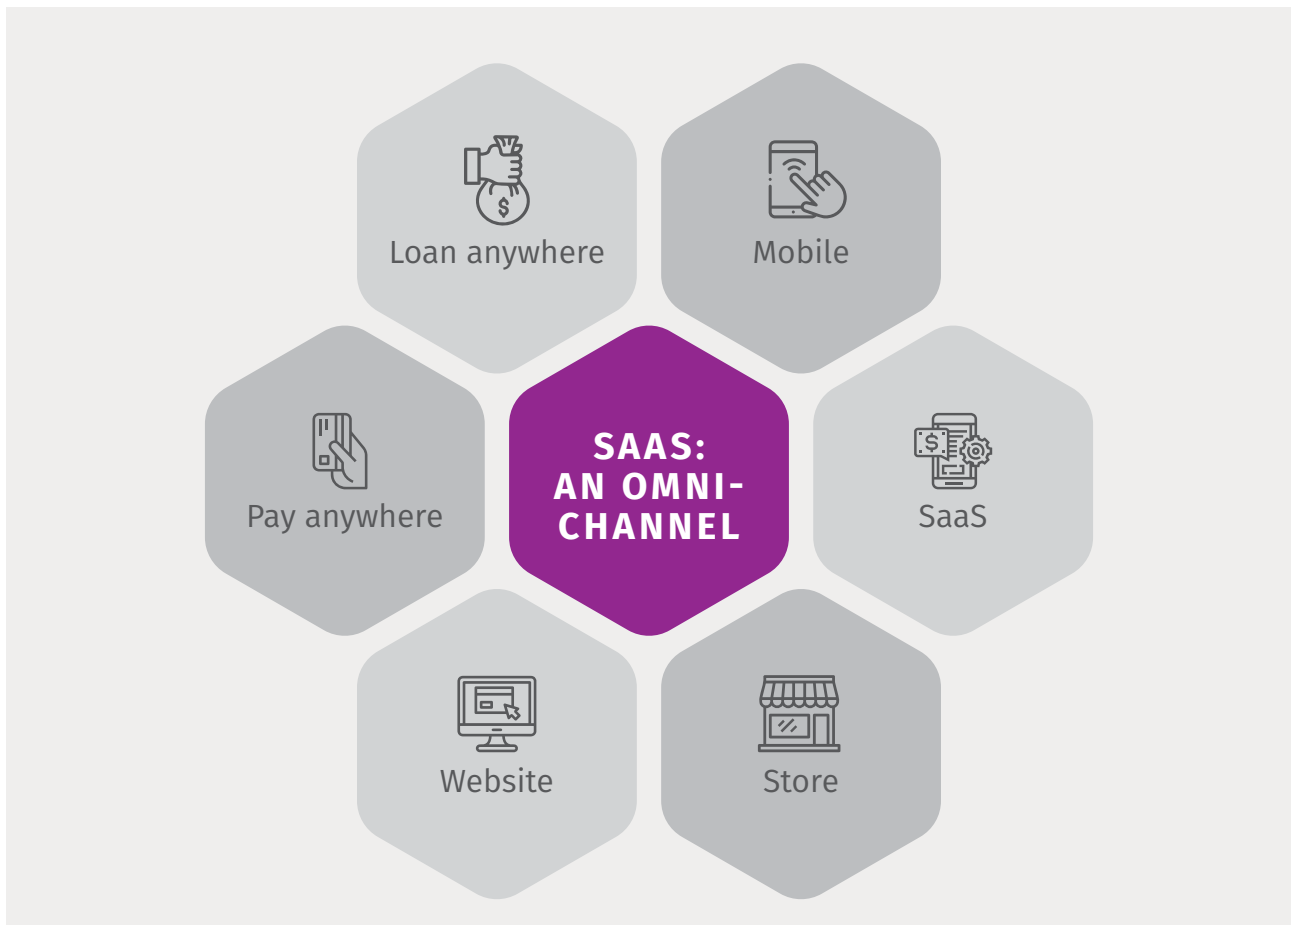 Loan anywhere
Mobile
Pay anywhere
SAAS:
AN OMNI-
CHANNEL
SaaS
Website
Store
$
$